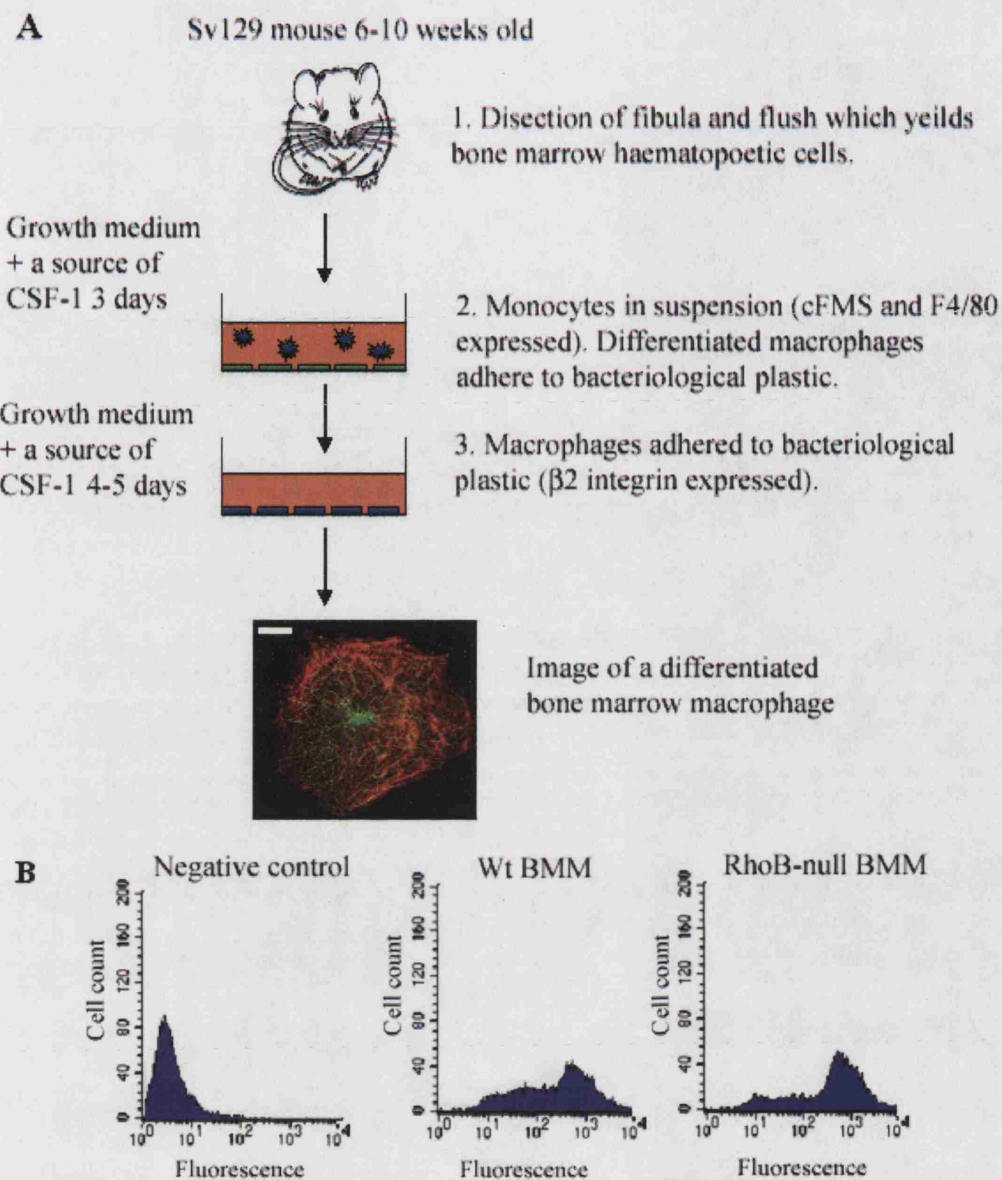 A
Sv129 mouse 6-10 weeks old
1. Disection of fibula and flush which yeilds
bone marrow haematopoetic cells.
Growth medium
+ a source of
CSF-1 3 days
2. Monocytes in suspension (cFMS and F4/80
expressed). Differentiated macrophages
adhere to bacteriological plastic.
Growth medium
+ a source of
CSF-1 4-5 days
3. Macrophages adhered to bacteriological
plastic (β2 integrin expressed).
Image of a differentiated
bone marrow macrophage
B
Negative control
Cell count
0 40 80 120 160 200
10⁰ 10¹ 10² 10³ 10⁴
Fluorescence
Wt BMM
Cell count
0 40 80 120 160 200
10⁰ 10¹ 10² 10³ 10⁴
Fluorescence
RhoB-null BMM
Cell count
0 40 80 120 160 200
10⁰ 10¹ 10² 10³ 10⁴
Fluorescence